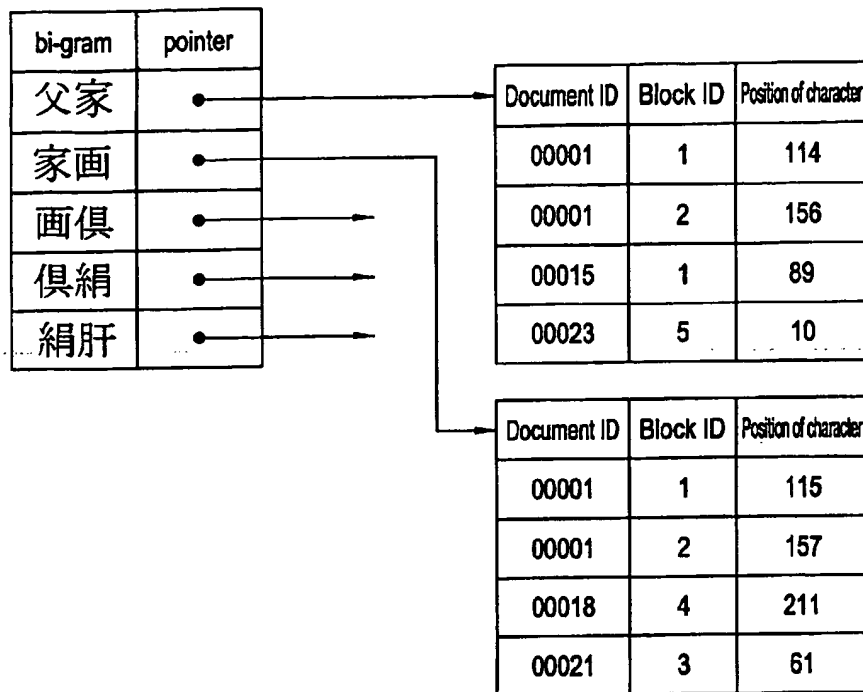 bi-gram pointer
父家
家画
画倶
倶絹
絹肝
Document ID Block ID Position of character
00001 1 114
00001 2 156
00015 1 89
00023 5 10
Document ID Block ID Position of character
00001 1 115
00001 2 157
00018 4 211
00021 3 61